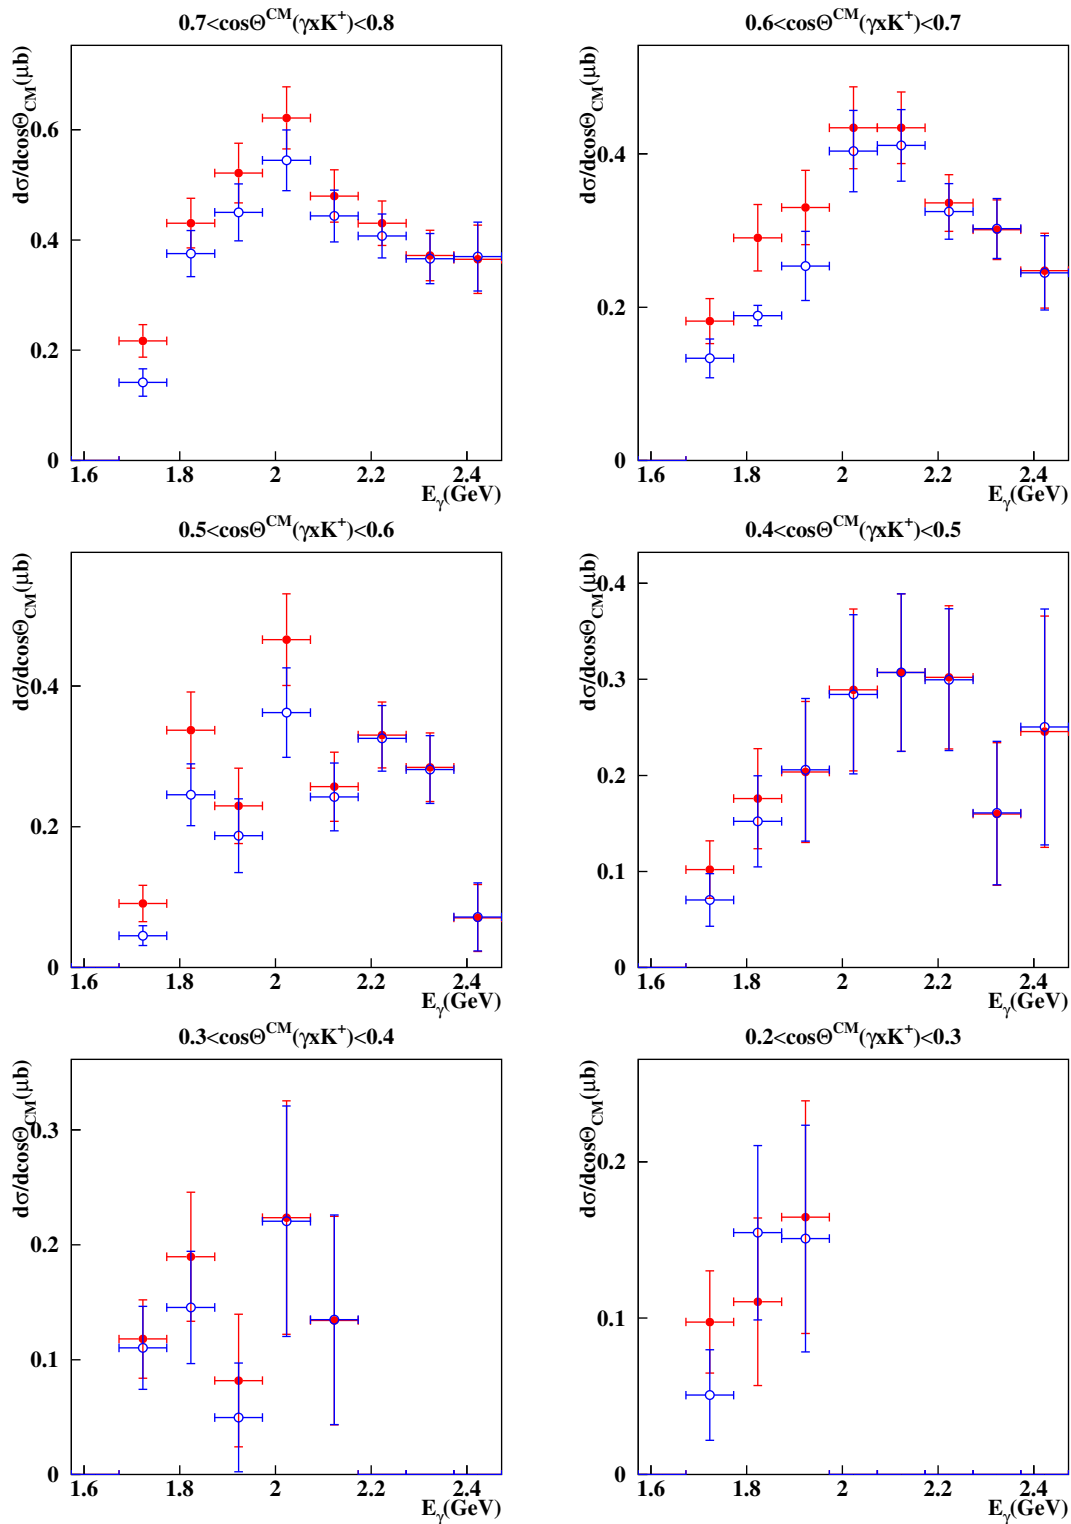 0.7<cosΘ^CM(γxK⁺)<0.8
dσ/dcosΘ_CM(μb)
0.6
0.4
0.2
0
1.6 1.8 2 2.2 2.4
E_γ(GeV)
0.6<cosΘ^CM(γxK⁺)<0.7
dσ/dcosΘ_CM(μb)
0.4
0.2
0
1.6 1.8 2 2.2 2.4
E_γ(GeV)
0.5<cosΘ^CM(γxK⁺)<0.6
dσ/dcosΘ_CM(μb)
0.4
0.2
0
1.6 1.8 2 2.2 2.4
E_γ(GeV)
0.4<cosΘ^CM(γxK⁺)<0.5
dσ/dcosΘ_CM(μb)
0.4
0.3
0.2
0.1
0
1.6 1.8 2 2.2 2.4
E_γ(GeV)
0.3<cosΘ^CM(γxK⁺)<0.4
dσ/dcosΘ_CM(μb)
0.3
0.2
0.1
0
1.6 1.8 2 2.2 2.4
E_γ(GeV)
0.2<cosΘ^CM(γxK⁺)<0.3
dσ/dcosΘ_CM(μb)
0.2
0.1
0
1.6 1.8 2 2.2 2.4
E_γ(GeV)